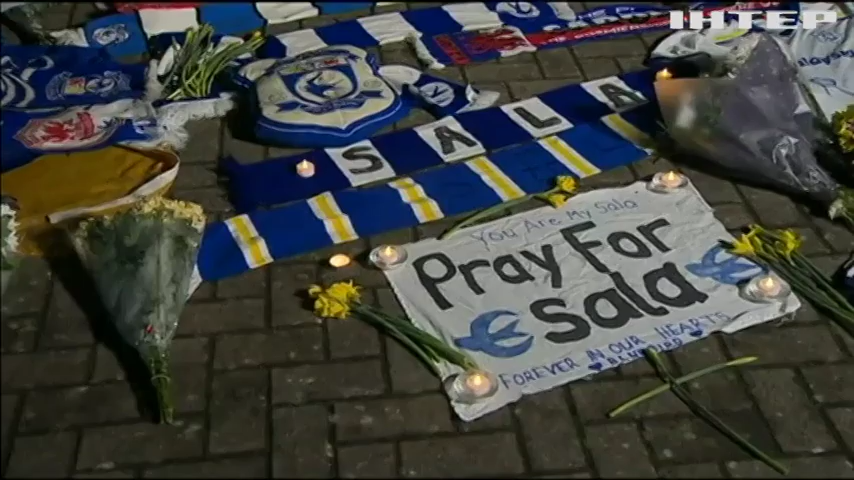 ІНТЕР
SALA
You Are My Sala
Pray For
Sala
FOREVER IN OUR HEARTS